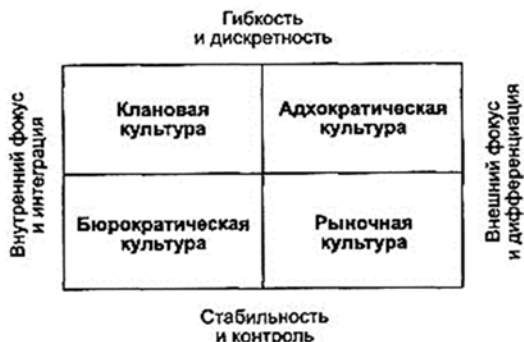 Гибкость
и дискретность
Внутренний фокус
и интеграция
Клановая
культура
Адхократическая
культура
Бюрократическая
культура
Рыночная
культура
Внешний фокус
и дифференциация
Стабильность
и контроль